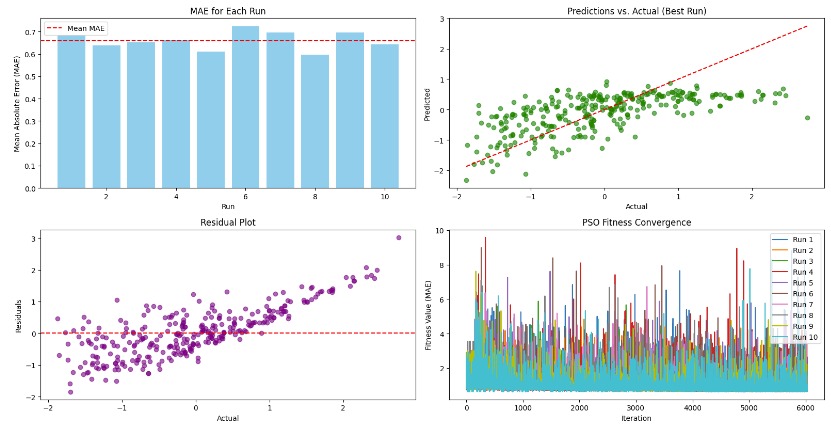 MAE for Each Run
Mean MAE
Mean Absolute Error (MAE)
0.7
0.6
0.5
0.4
0.3
0.2
0.1
0.0
2
4
6
8
10
Run
Predictions vs. Actual (Best Run)
Predicted
3
2
1
0
−1
−2
−2
−1
0
1
2
Actual
Residual Plot
Residuals
3
2
1
0
−1
−2
−2
−1
0
1
2
Actual
PSO Fitness Convergence
Fitness Value (MAE)
10
8
6
4
2
Run 1
Run 2
Run 3
Run 4
Run 5
Run 6
Run 7
Run 8
Run 9
Run 10
0
1000
2000
3000
4000
5000
6000
Iteration